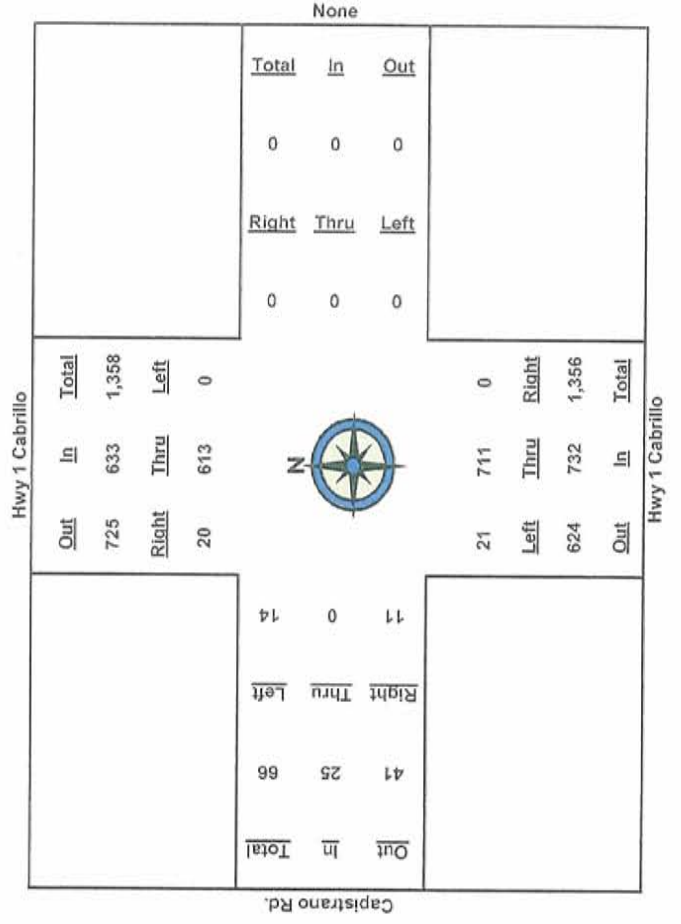 None
Total In Out
0 0 0
Right Thru Left
0 0 0
Hwy 1 Cabrillo
Out In Total
725 633 1,358
Right Thru Left
20 613 0
N
21 711 0
Left Thru Right
624 732 1,356
Out In Total
Hwy 1 Cabrillo
14 0 11
Left Thru Right
66 25 41
Total In Out
Capistrano Rd.